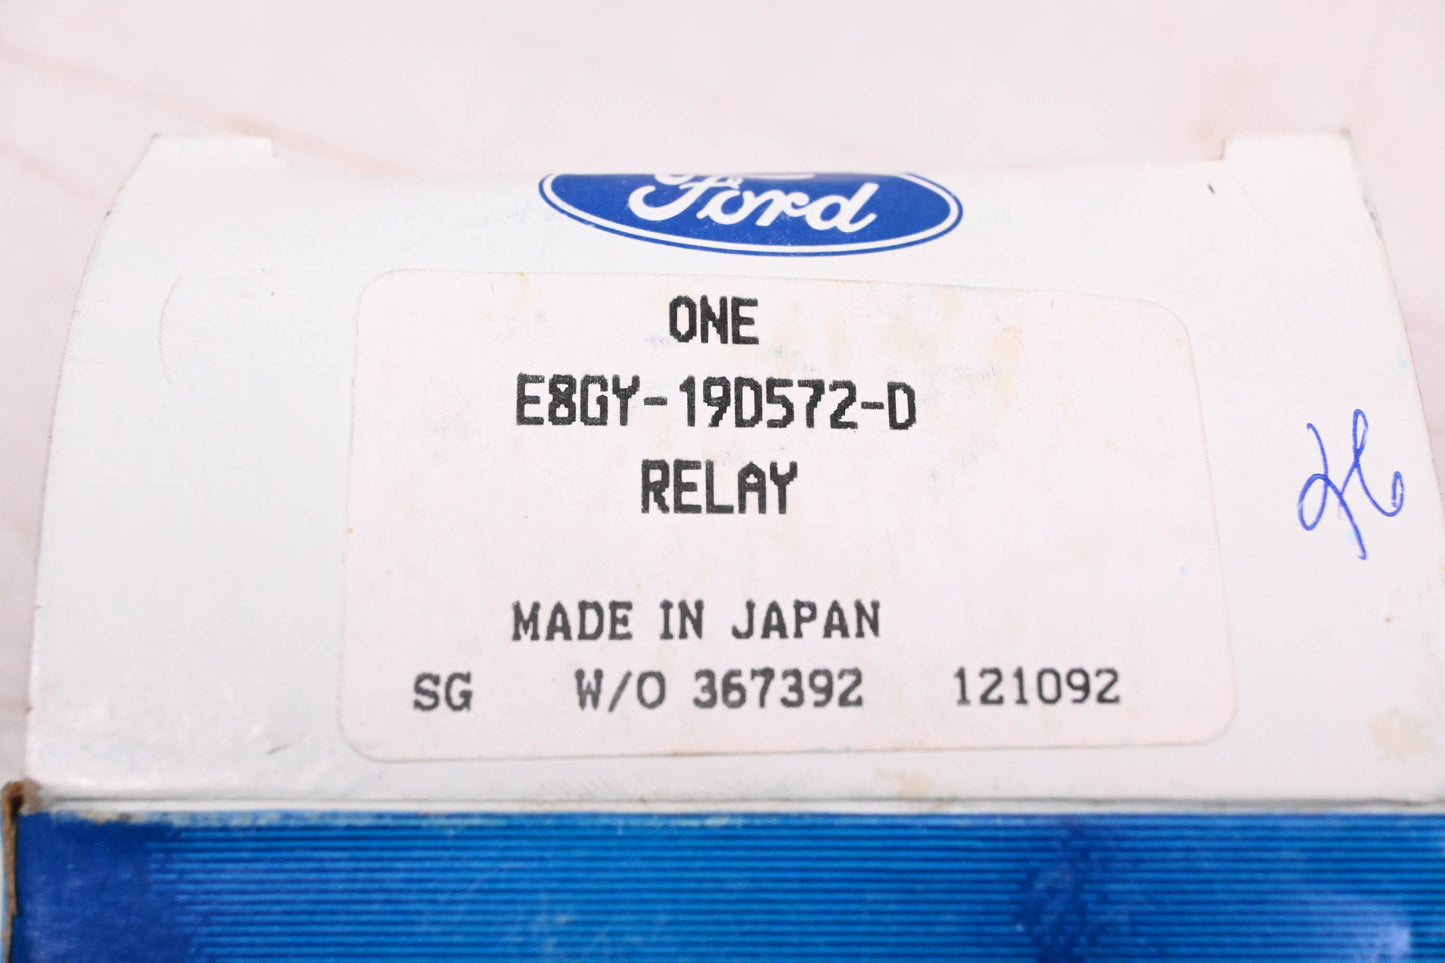 Ford
ONE
E8GY-19D572-D
RELAY
MADE IN JAPAN
SG W/O 367392 121092